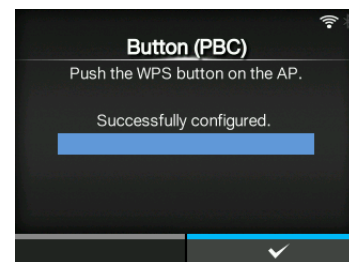 Button (PBC)
Push the WPS button on the AP.
Successfully configured.